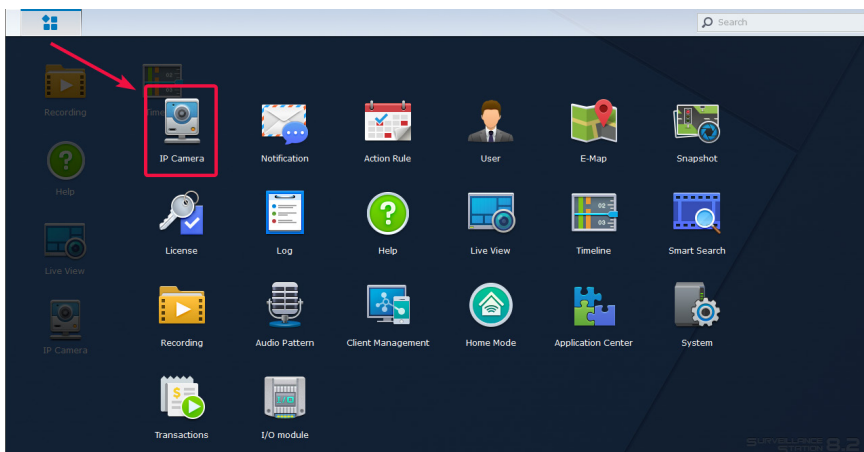 Search
Recording
Time
IP Camera
Notification
Action Rule
User
E-Map
Snapshot
Help
License
Log
Help
Live View
Timeline
Smart Search
Live View
Recording
Audio Pattern
Client Management
Home Mode
Application Center
System
IP Camera
Transactions
I/O module
SURVEILLANCE
STATION 8.2